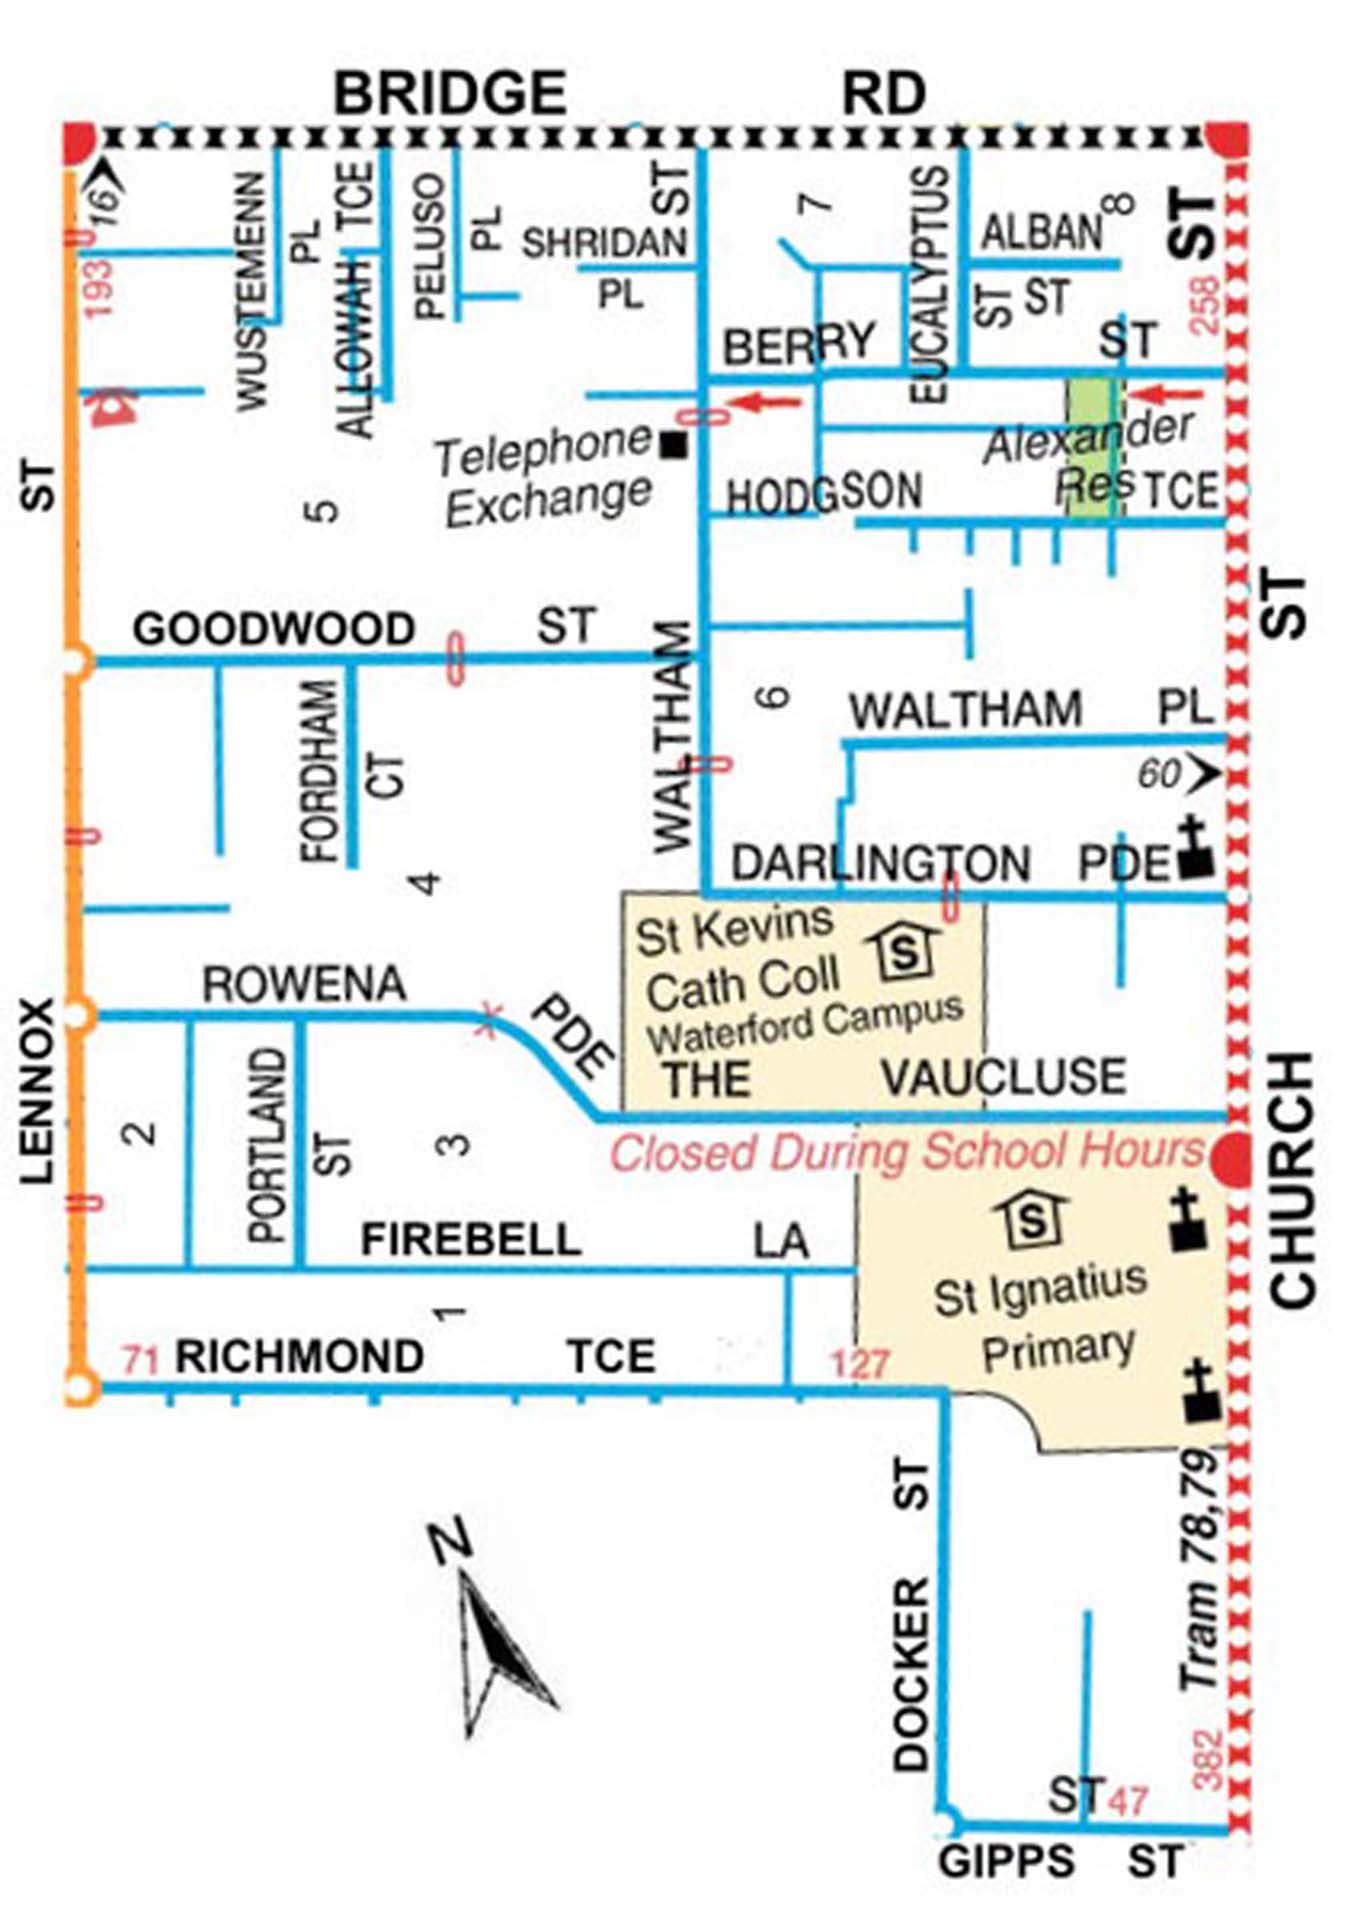 BRIDGE RD
16
193
WUSTEMENN PL
ALLOWAH TCE
PELUSO PL
SHRIDAN PL
ST
7
EUCALYPTUS ST
ALBAN ST
8
ST
258
BERRY ST
Telephone
Exchange
5
HODGSON TCE
Alexander
Res
ST
ST
GOODWOOD ST
WALTHAM
6
WALTHAM PL
60
FORDHAM CT
4
DARLINGTON PDE
St Kevins
Cath Coll
Waterford Campus
S
ROWENA PDE
THE VAUCLUSE
Closed During School Hours
LENNOX
2
PORTLAND ST
3
CHURCH
S
St Ignatius
Primary
FIREBELL LA
1
71 RICHMOND TCE 127
N
DOCKER ST
Tram 78,79
382
ST 47
GIPPS ST